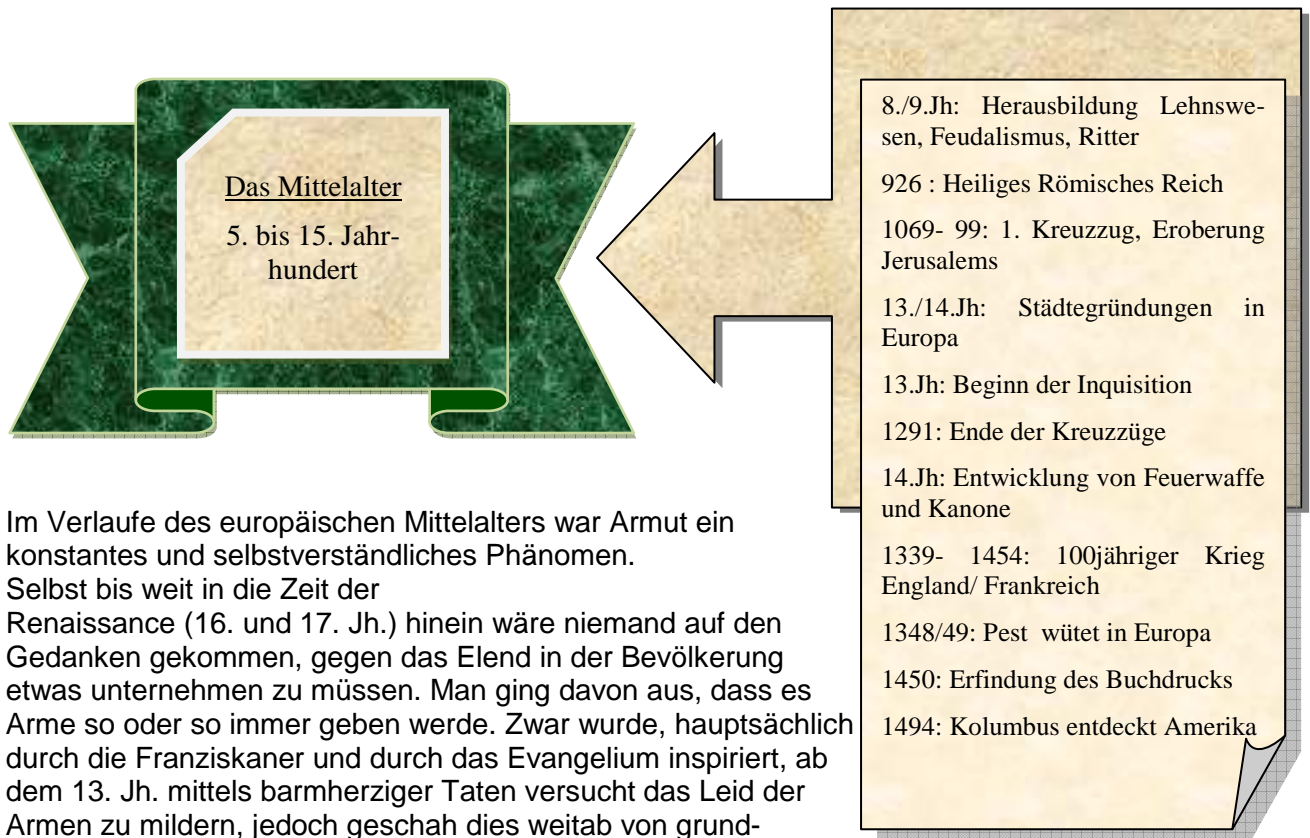 Das Mittelalter
5. bis 15. Jahr-
hundert
8./9.Jh: Herausbildung Lehnswe-
sen, Feudalismus, Ritter
926 : Heiliges Römisches Reich
1069- 99: 1. Kreuzzug, Eroberung
Jerusalems
13./14.Jh: Städtegründungen in
Europa
13.Jh: Beginn der Inquisition
1291: Ende der Kreuzzüge
14.Jh: Entwicklung von Feuerwaffe
und Kanone
1339- 1454: 100jähriger Krieg
England/ Frankreich
1348/49: Pest wütet in Europa
1450: Erfindung des Buchdrucks
1494: Kolumbus entdeckt Amerika
Im Verlaufe des europäischen Mittelalters war Armut ein
konstantes und selbstverständliches Phänomen.
Selbst bis weit in die Zeit der
Renaissance (16. und 17. Jh.) hinein wäre niemand auf den
Gedanken gekommen, gegen das Elend in der Bevölkerung
etwas unternehmen zu müssen. Man ging davon aus, dass es
Arme so oder so immer geben werde. Zwar wurde, hauptsächlich
durch die Franziskaner und durch das Evangelium inspiriert, ab
dem 13. Jh. mittels barmherziger Taten versucht das Leid der
Armen zu mildern, jedoch geschah dies weitab von grund-